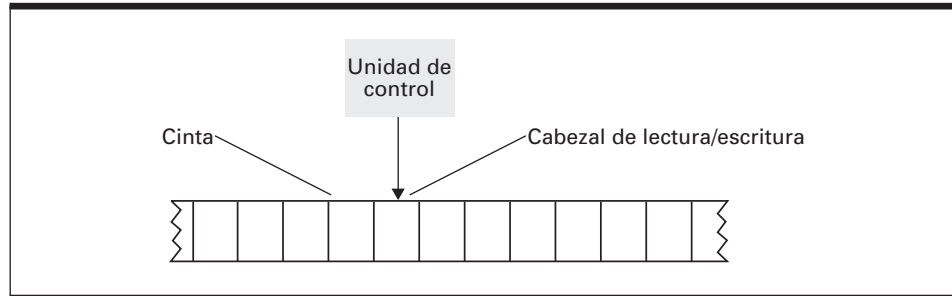 Unidad de
control
Cinta
Cabezal de lectura/escritura